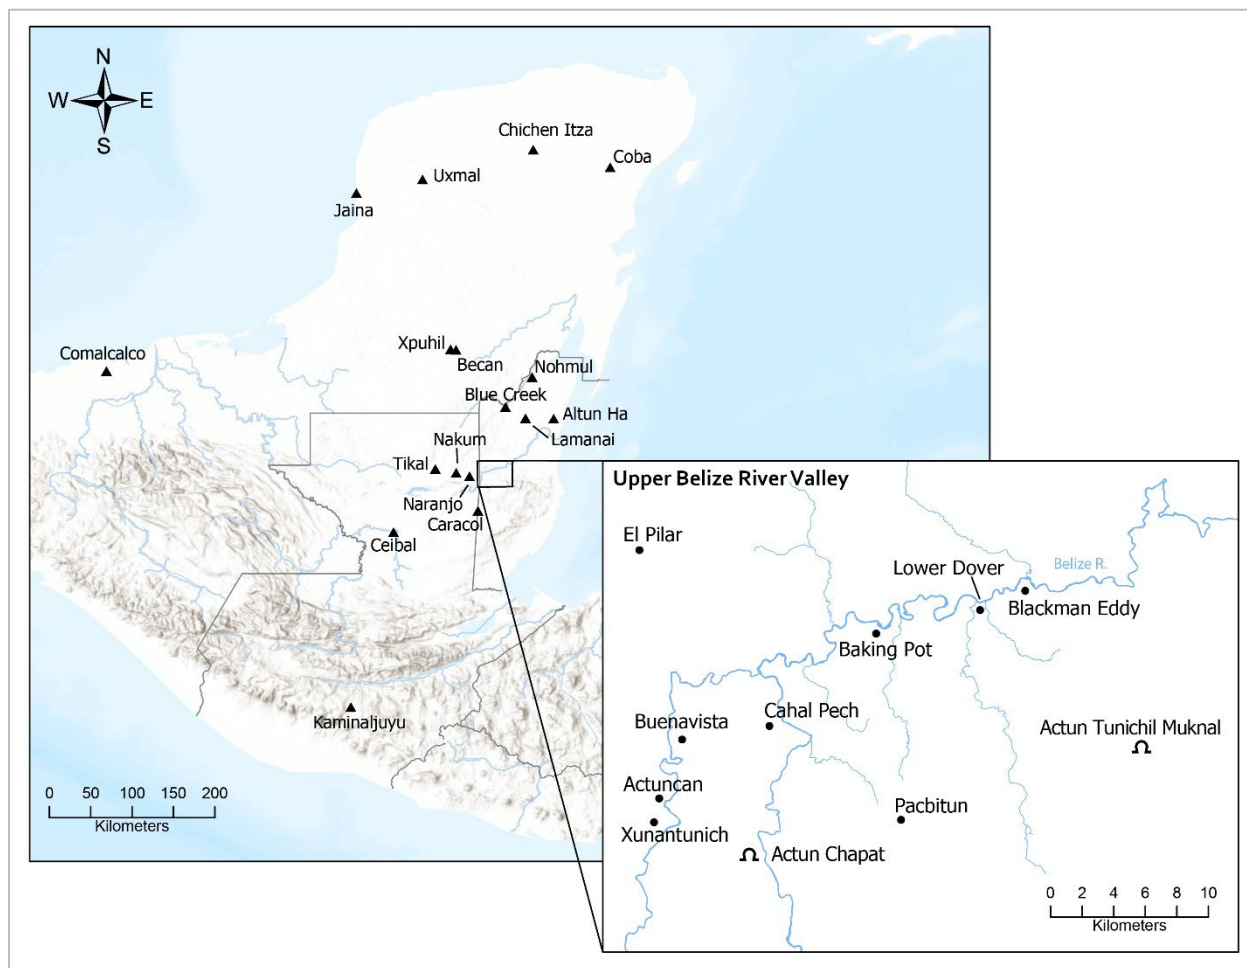 N
W E
S
Chichen Itza
Coba
Uxmal
Jaina
Xpuhil
Becan
Comalcalco
Nohmul
Blue Creek
Altun Ha
Lamanai
Nakum
Tikal
Naranjo
Caracol
Ceibal
Kaminaljuyu
0 50 100 150 200
Kilometers
Upper Belize River Valley
El Pilar
Belize R.
Lower Dover
Blackman Eddy
Baking Pot
Cahal Pech
Buenavista
Actun Tunichil Muknal
Actuncan
Pacbitun
Xunantunich
Actun Chapat
0 2 4 6 8 10
Kilometers